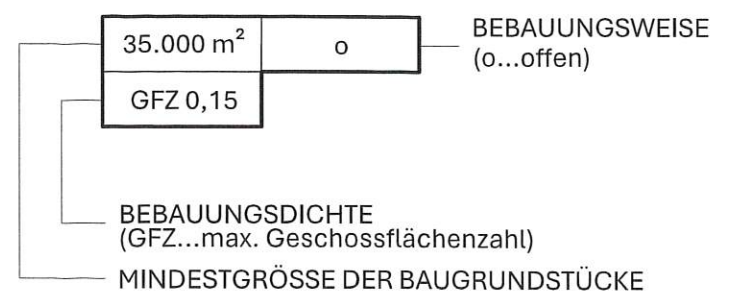 35.000 m² o
GFZ 0,15
BEBAUUNGSWEISE
(o...offen)
BEBAUUNGSDICHTE
(GFZ...max. Geschossflächenzahl)
MINDESTGRÖSSE DER BAUGRUNDSTÜCKE